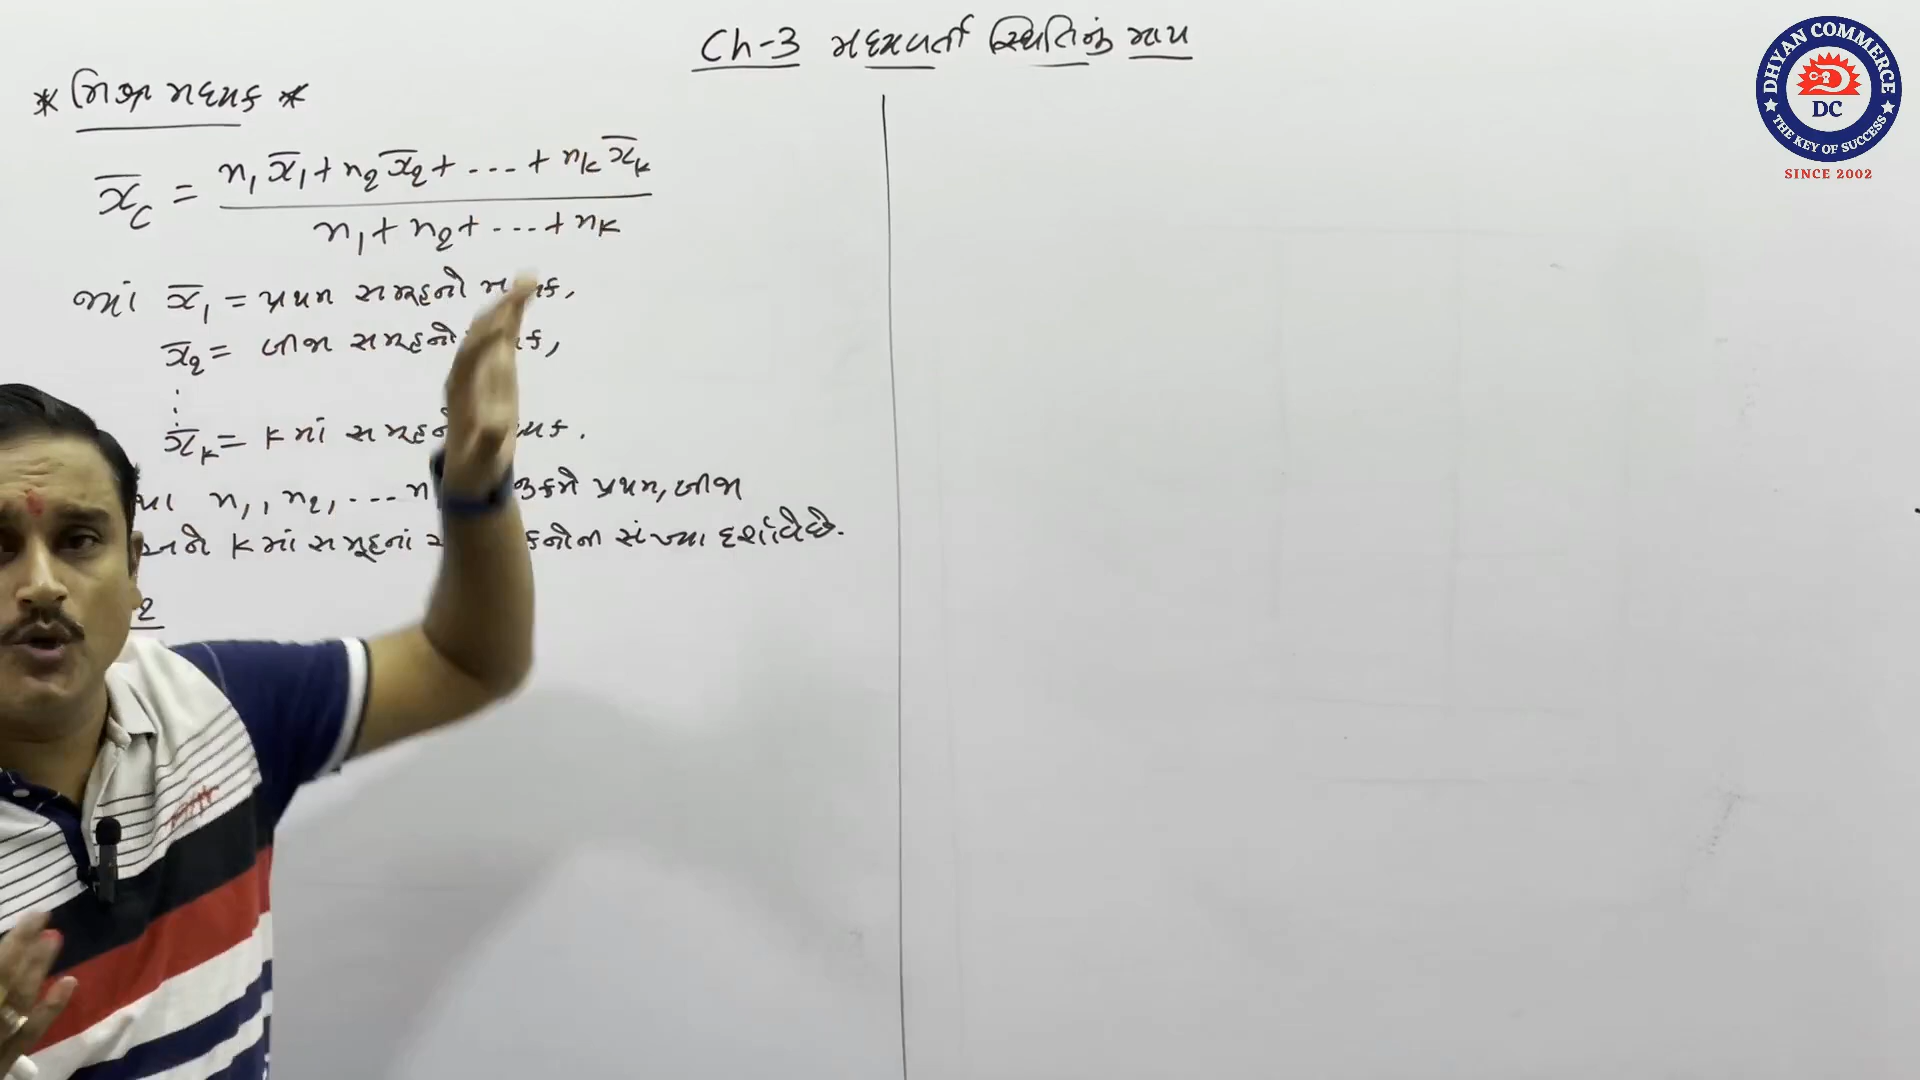 Ch-3 મધ્યવર્તી સ્થિતિનું માપ
* મિશ્ર મધ્યક *
x̄c = (n₁x̄₁ + n₂x̄₂ + ... + nₖx̄ₖ) / (n₁ + n₂ + ... + nₖ)
જ્યાં x̄₁ = પ્રથમ સમૂહનો
x̄₂ = બીજા સમૂહનો
⋮
x̄ₖ = k માં સમૂહનો
n₁, n₂, ... પ્રથમ, બીજા
અને k માં સમૂહનાં સંખ્યા દર્શાવે છે.
2
DHYAN COMMERCE
DC
THE KEY OF SUCCESS
SINCE 2002